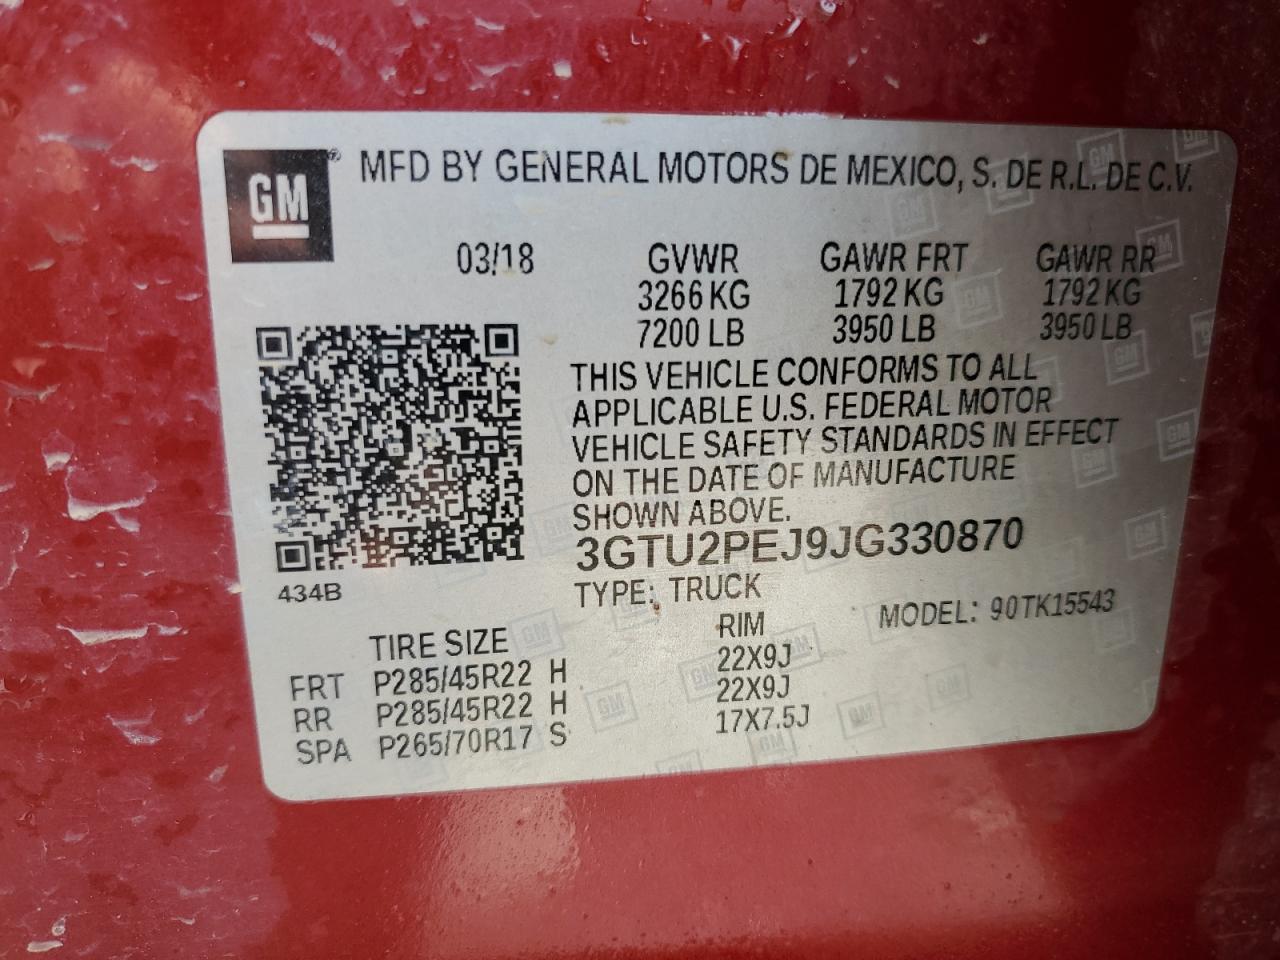 GM® MFD BY GENERAL MOTORS DE MEXICO, S. DE R.L. DE C.V.
03/18 GVWR GAWR FRT GAWR RR
3266 KG 1792 KG 1792 KG
7200 LB 3950 LB 3950 LB
THIS VEHICLE CONFORMS TO ALL
APPLICABLE U.S. FEDERAL MOTOR
VEHICLE SAFETY STANDARDS IN EFFECT
ON THE DATE OF MANUFACTURE
SHOWN ABOVE.
3GTU2PEJ9JG330870
434B
TYPE: TRUCK
MODEL: 90TK15543
TIRE SIZE RIM
FRT P285/45R22 H 22X9J
RR P285/45R22 H 22X9J
SPA P265/70R17 S 17X7.5J